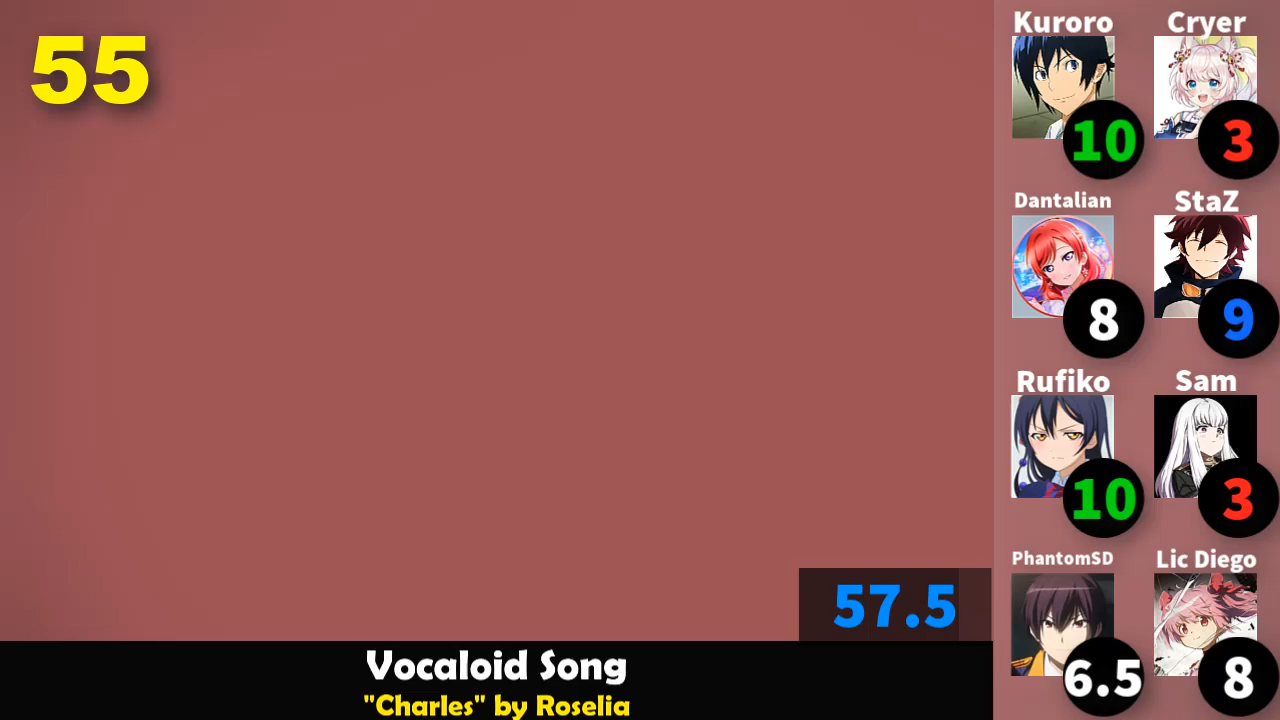 55
Kuroro
Cryer
10
3
Dantalian
StaZ
8
9
Rufiko
Sam
10
3
PhantomSD
Lic Diego
6.5
8
57.5
Vocaloid Song
"Charles" by Roselia